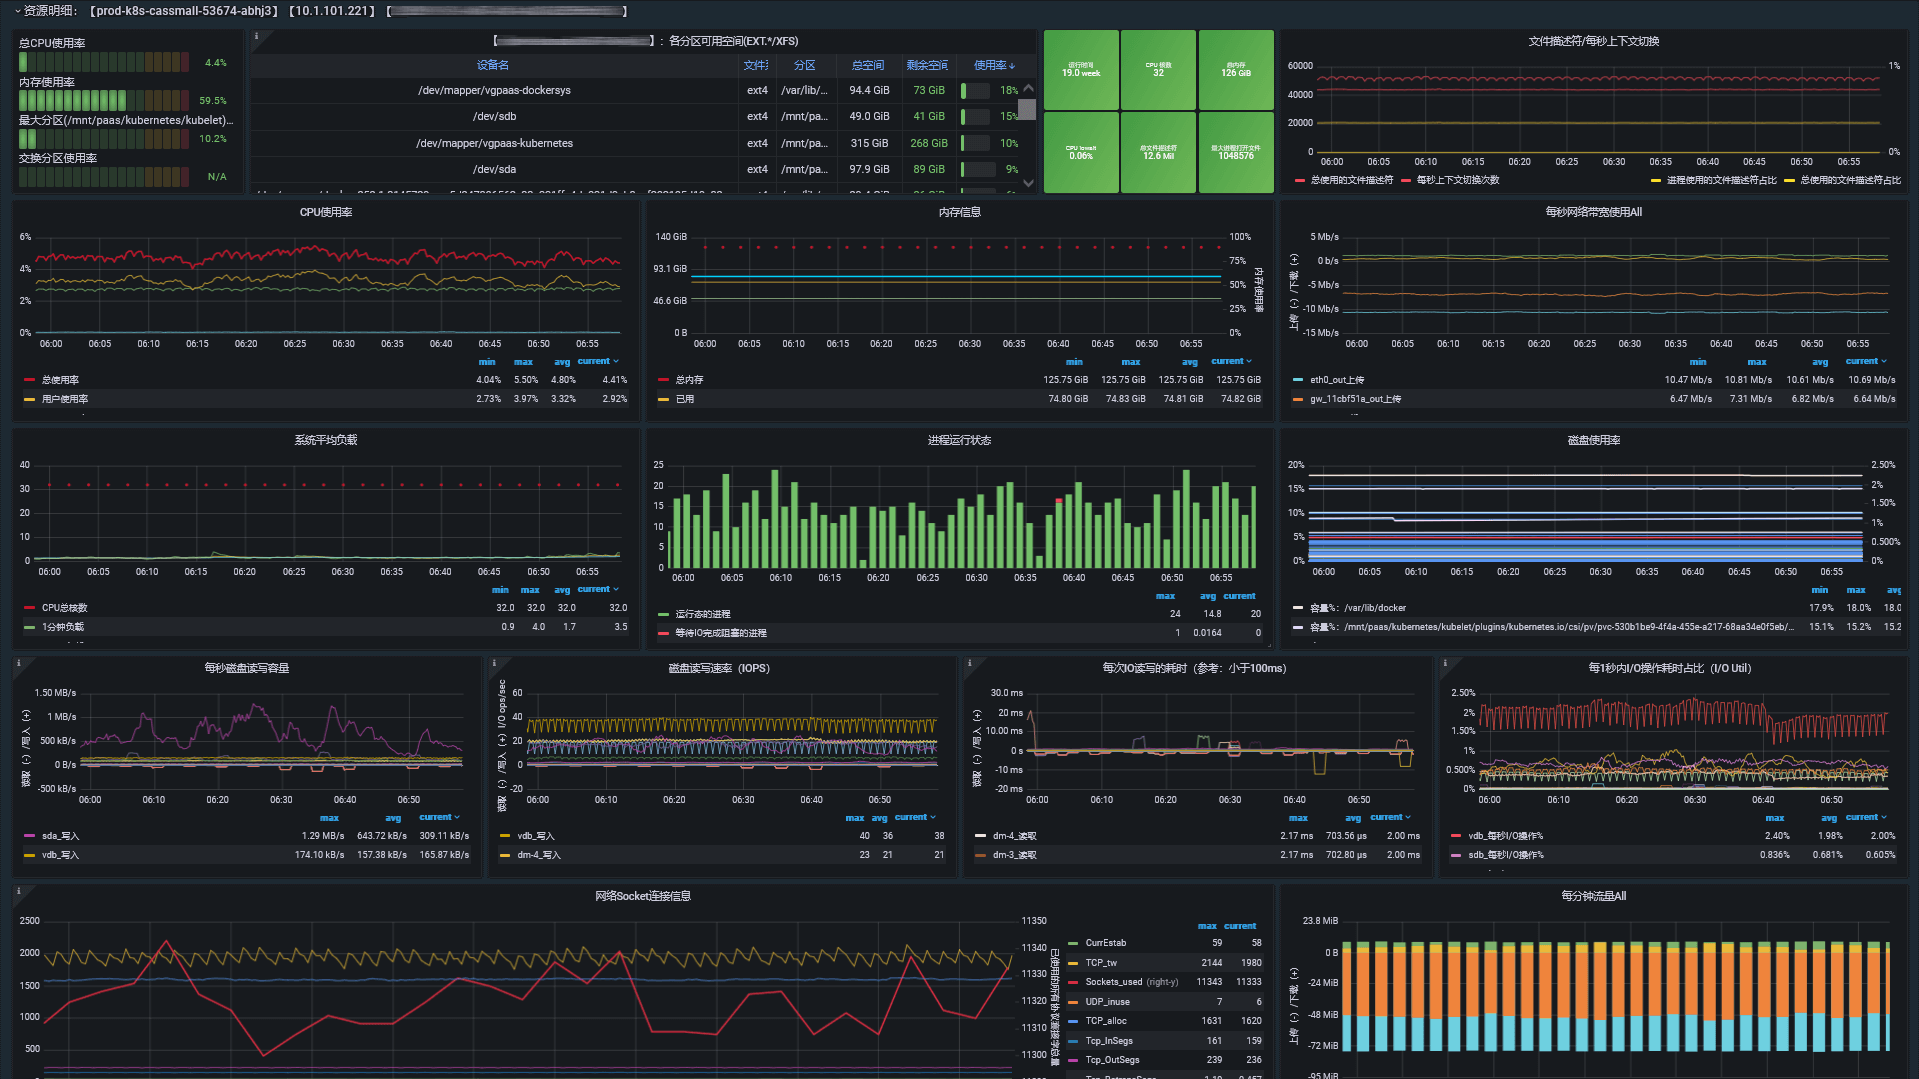 资源明细：【prod-k8s-cassmall-53674-abhj3】【10.1.101.221】【 】
总CPU使用率
4.4%
内存使用率
59.5%
最大分区(/mnt/paas/kubernetes/kubelet)...
10.2%
交换分区使用率
N/A
【 】：各分区可用空间(EXT.*/XFS)
设备名 文件系 分区 总空间 剩余空间 使用率↓
/dev/mapper/vgpaas-dockersys ext4 /var/lib/... 94.4 GiB 73 GiB 18%
/dev/sdb ext4 /mnt/pa... 49.0 GiB 41 GiB 15%
/dev/mapper/vgpaas-kubernetes ext4 /mnt/pa... 315 GiB 268 GiB 10%
/dev/sda ext4 /mnt/pa... 97.9 GiB 89 GiB 9%
运行时间
19.0 week
CPU 核数
32
总内存
126 GiB
CPU iowait
0.06%
总文件描述符
12.6 Mil
最大进程打开文件
1048576
文件描述符/每秒上下文切换
60000 1%
40000
20000
0 0%
06:00 06:05 06:10 06:15 06:20 06:25 06:30 06:35 06:40 06:45 06:50 06:55
总使用的文件描述符 每秒上下文切换次数 进程使用的文件描述符占比 总使用的文件描述符占比
CPU使用率
6%
4%
2%
0%
06:00 06:05 06:10 06:15 06:20 06:25 06:30 06:35 06:40 06:45 06:50 06:55
min max avg current
总使用率 4.04% 5.50% 4.80% 4.41%
用户使用率 2.73% 3.97% 3.32% 2.92%
内存信息
140 GiB 100%
93.1 GiB 75%
46.6 GiB 50%
25%
0 B 0%
内存使用率
06:00 06:05 06:10 06:15 06:20 06:25 06:30 06:35 06:40 06:45 06:50 06:55
min max avg current
总内存 125.75 GiB 125.75 GiB 125.75 GiB 125.75 GiB
已用 74.80 GiB 74.83 GiB 74.81 GiB 74.82 GiB
每秒网络带宽使用All
上传（-）/下载（+）
5 Mb/s
0 b/s
-5 Mb/s
-10 Mb/s
-15 Mb/s
06:00 06:05 06:10 06:15 06:20 06:25 06:30 06:35 06:40 06:45 06:50 06:55
min max avg current
eth0_out上传 10.47 Mb/s 10.81 Mb/s 10.61 Mb/s 10.69 Mb/s
gw_11cbf51a_out上传 6.47 Mb/s 7.31 Mb/s 6.82 Mb/s 6.64 Mb/s
系统平均负载
40
30
20
10
0
06:00 06:05 06:10 06:15 06:20 06:25 06:30 06:35 06:40 06:45 06:50 06:55
min max avg current
CPU总核数 32.0 32.0 32.0 32.0
1分钟负载 0.9 4.0 1.7 3.5
进程运行状态
25
20
15
10
5
0
06:00 06:05 06:10 06:15 06:20 06:25 06:30 06:35 06:40 06:45 06:50 06:55
max avg current
运行态的进程 24 14.8 20
等待IO完成阻塞的进程 1 0.0164 0
磁盘使用率
20% 2.50%
2%
15% 1.50%
10% 1%
5% 0.500%
0% 0%
06:00 06:05 06:10 06:15 06:20 06:25 06:30 06:35 06:40 06:45 06:50 06:55
min max avg
容量%：/var/lib/docker 17.9% 18.0% 18.0
容量%：/mnt/paas/kubernetes/kubelet/plugins/kubernetes.io/csi/pv/pvc-530b1be9-4f4a-455e-a217-68aa34e0f5eb/... 15.1% 15.2% 15.2
每秒磁盘读写容量
读取（-）/写入（+）
1.50 MB/s
1 MB/s
500 kB/s
0 B/s
-500 kB/s
06:00 06:10 06:20 06:30 06:40 06:50
max avg current
sda_写入 1.29 MB/s 643.72 kB/s 309.11 kB/s
vdb_写入 174.10 kB/s 157.38 kB/s 165.87 kB/s
磁盘读写速率（IOPS）
读取（-）/写入（+）I/O ops/sec
60
40
20
0
-20
06:00 06:10 06:20 06:30 06:40 06:50
max avg current
vdb_写入 40 36 38
dm-4_写入 23 21 21
每次IO读写的耗时（参考：小于100ms）
读取（-）/写入（+）
30.0 ms
20 ms
10.00 ms
0 s
-10 ms
-20 ms
06:00 06:10 06:20 06:30 06:40 06:50
max avg current
dm-4_读取 2.17 ms 703.56 µs 2.00 ms
dm-3_读取 2.17 ms 702.80 µs 2.00 ms
每1秒内I/O操作耗时占比（I/O Util）
2.50%
2%
1.50%
1%
0.500%
0%
06:00 06:10 06:20 06:30 06:40 06:50
max avg current
vdb_每秒I/O操作% 2.40% 1.98% 2.00%
sdb_每秒I/O操作% 0.836% 0.681% 0.605%
网络Socket连接信息
2500 11350
2000 11340
11330
1500 11320
1000 11310
500 11300
已使用的所有协议套接字总量
max current
CurrEstab 59 58
TCP_tw 2144 1980
Sockets_used (right-y) 11343 11333
UDP_inuse 7 6
TCP_alloc 1631 1620
Tcp_InSegs 161 159
Tcp_OutSegs 239 236
每分钟流量All
上传（-）/下载（+）
23.8 MiB
0 B
-24 MiB
-48 MiB
-72 MiB
-95 MiB